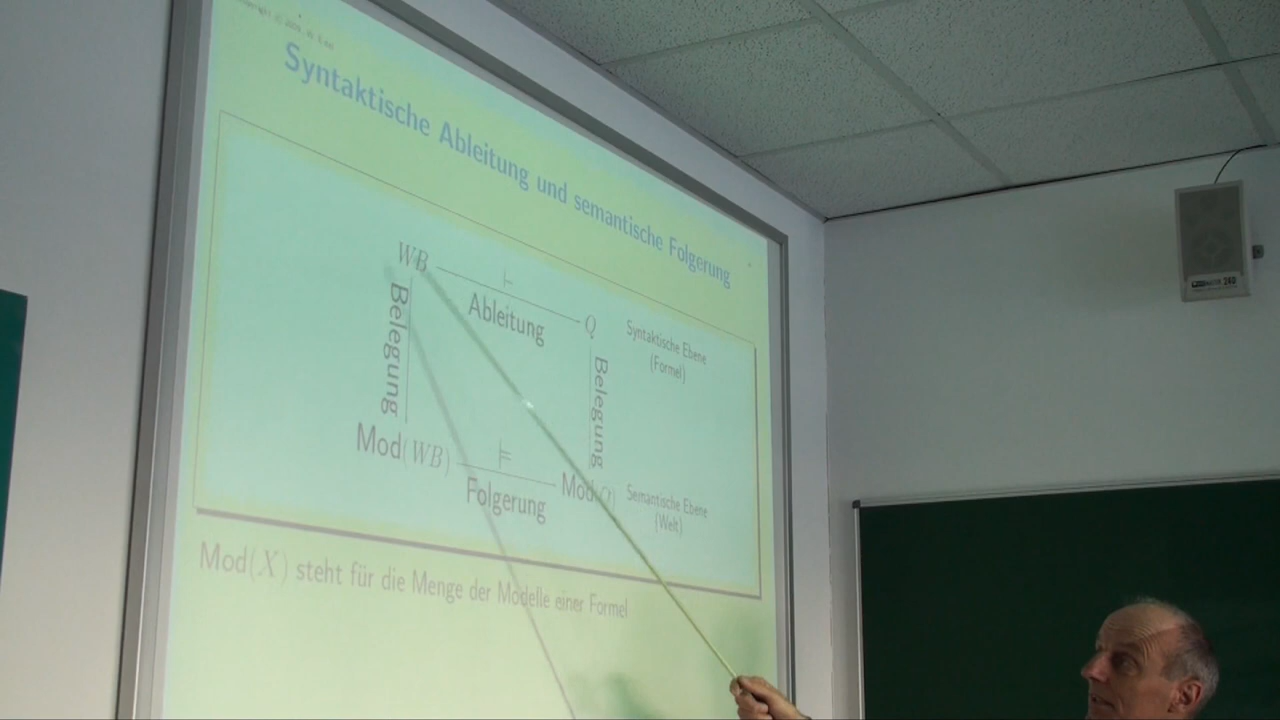 Syntaktische Ableitung und semantische Folgerung
WB ⊢ Q
Ableitung
Syntaktische Ebene
(Formel)
Belegung
Belegung
Mod(WB) ⊨ Mod(Q)
Folgerung
Semantische Ebene
(Welt)
Mod(X) steht für die Menge der Modelle einer Formel